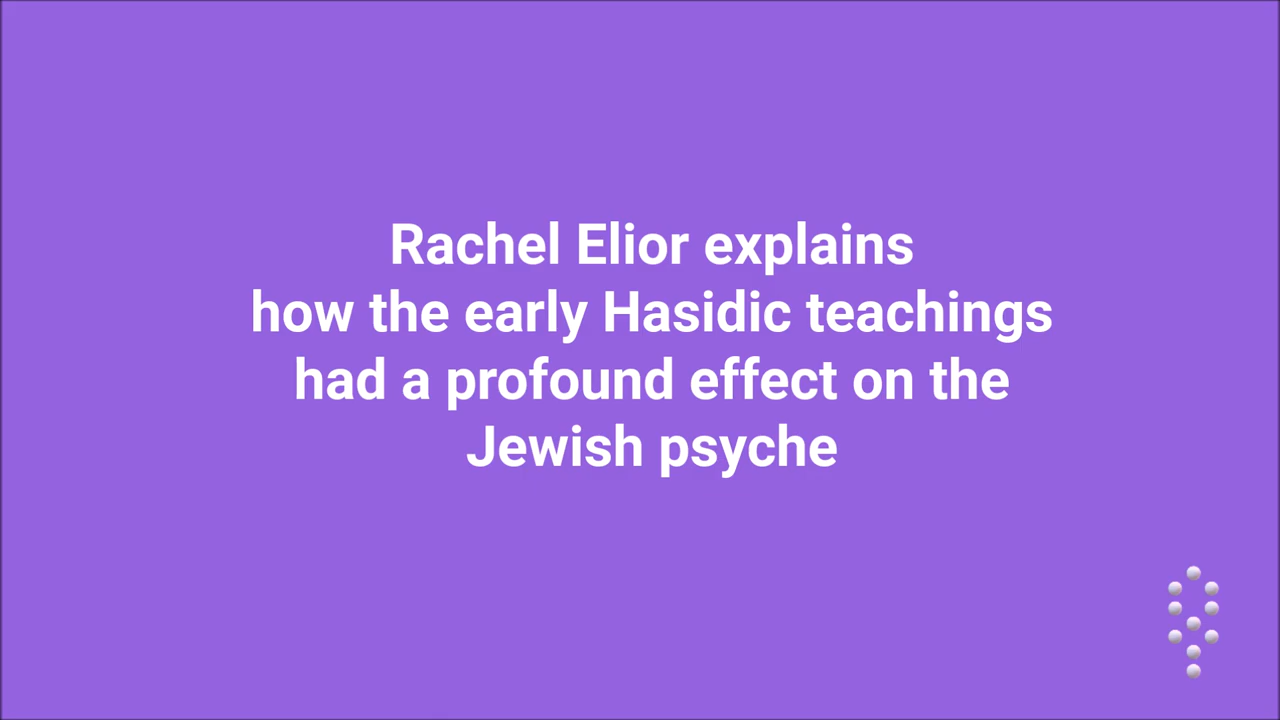 Rachel Elior explains
how the early Hasidic teachings
had a profound effect on the
Jewish psyche